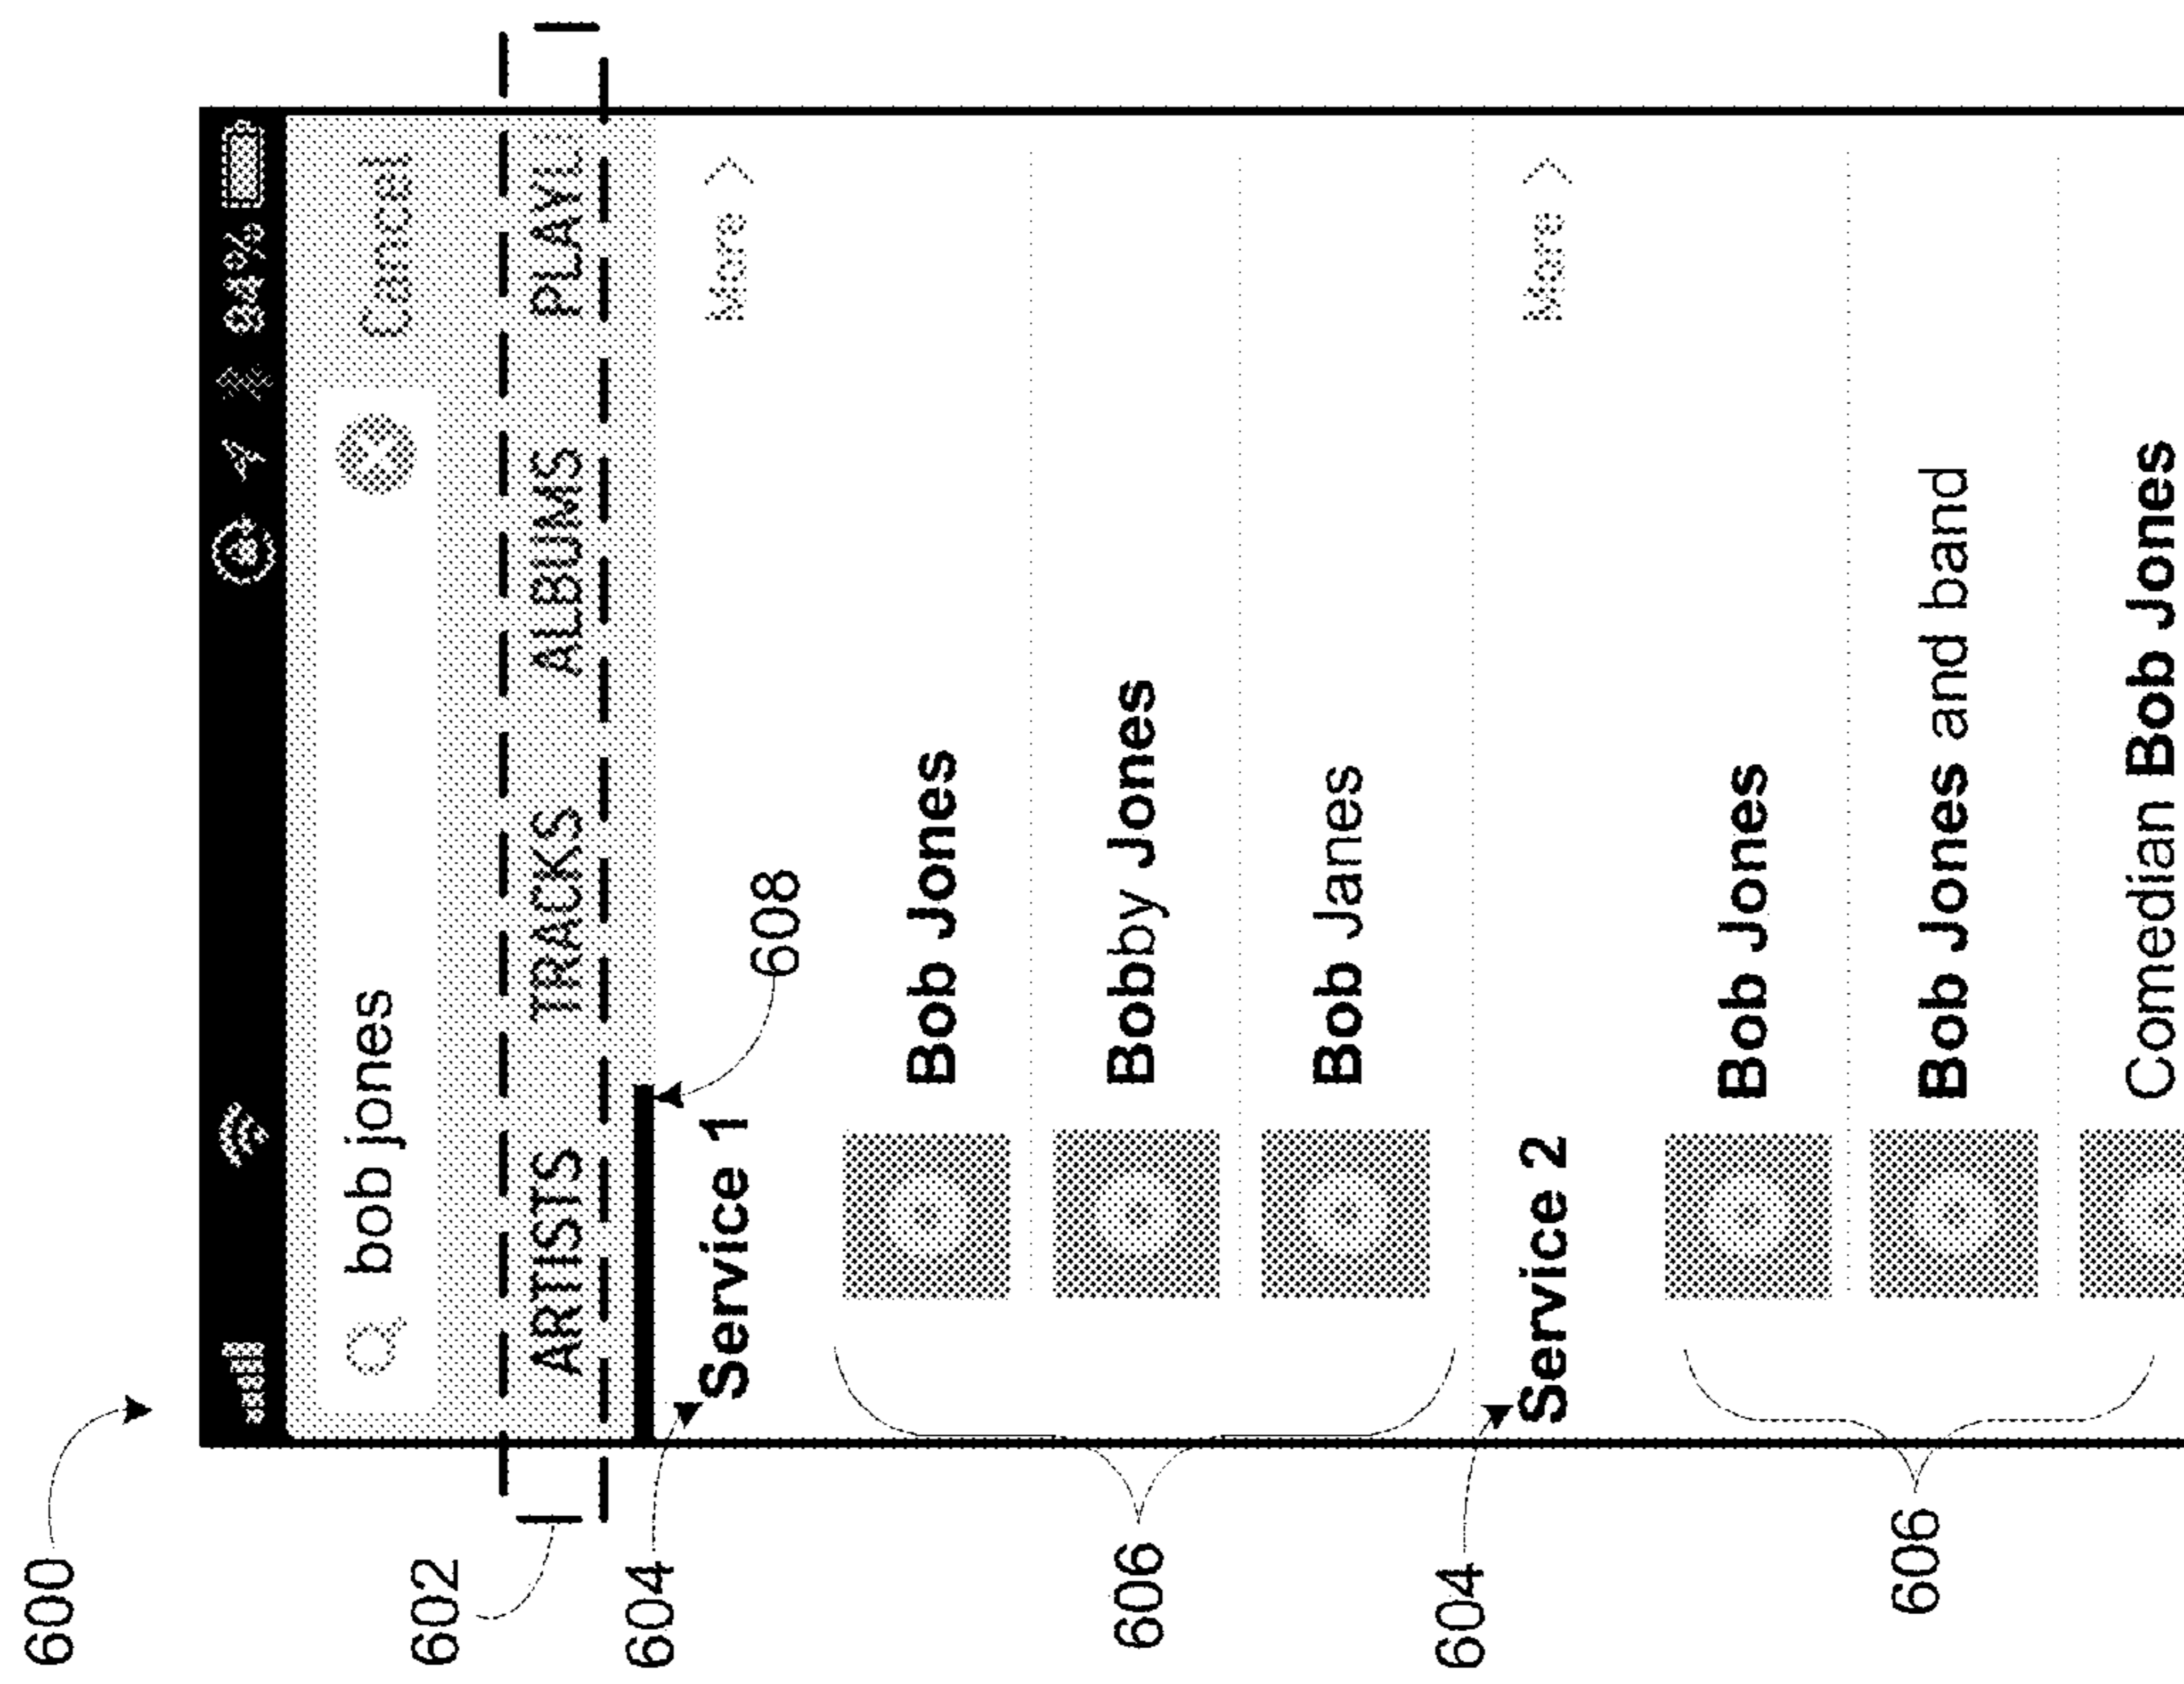 600
84%
bob jones Cancel
602
ARTISTS TRACKS ALBUMS PLAYL
608
604
Service 1 More
Bob Jones
Bobby Jones
606
Bob Janes
604
Service 2 More
Bob Jones
606
Bob Jones and band
Comedian Bob Jones